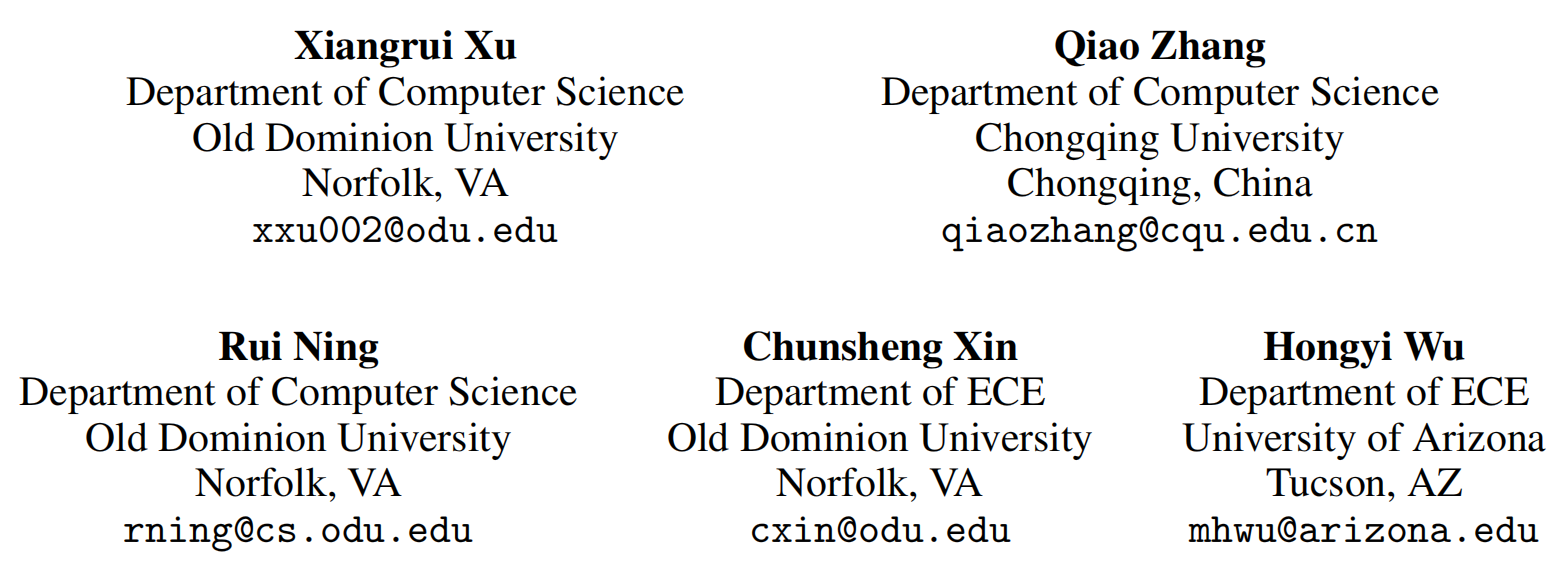 Xiangrui Xu
Department of Computer Science
Old Dominion University
Norfolk, VA
xxu002@odu.edu
Qiao Zhang
Department of Computer Science
Chongqing University
Chongqing, China
qiaozhang@cqu.edu.cn
Rui Ning
Department of Computer Science
Old Dominion University
Norfolk, VA
rning@cs.odu.edu
Chunsheng Xin
Department of ECE
Old Dominion University
Norfolk, VA
cxin@odu.edu
Hongyi Wu
Department of ECE
University of Arizona
Tucson, AZ
mhwu@arizona.edu